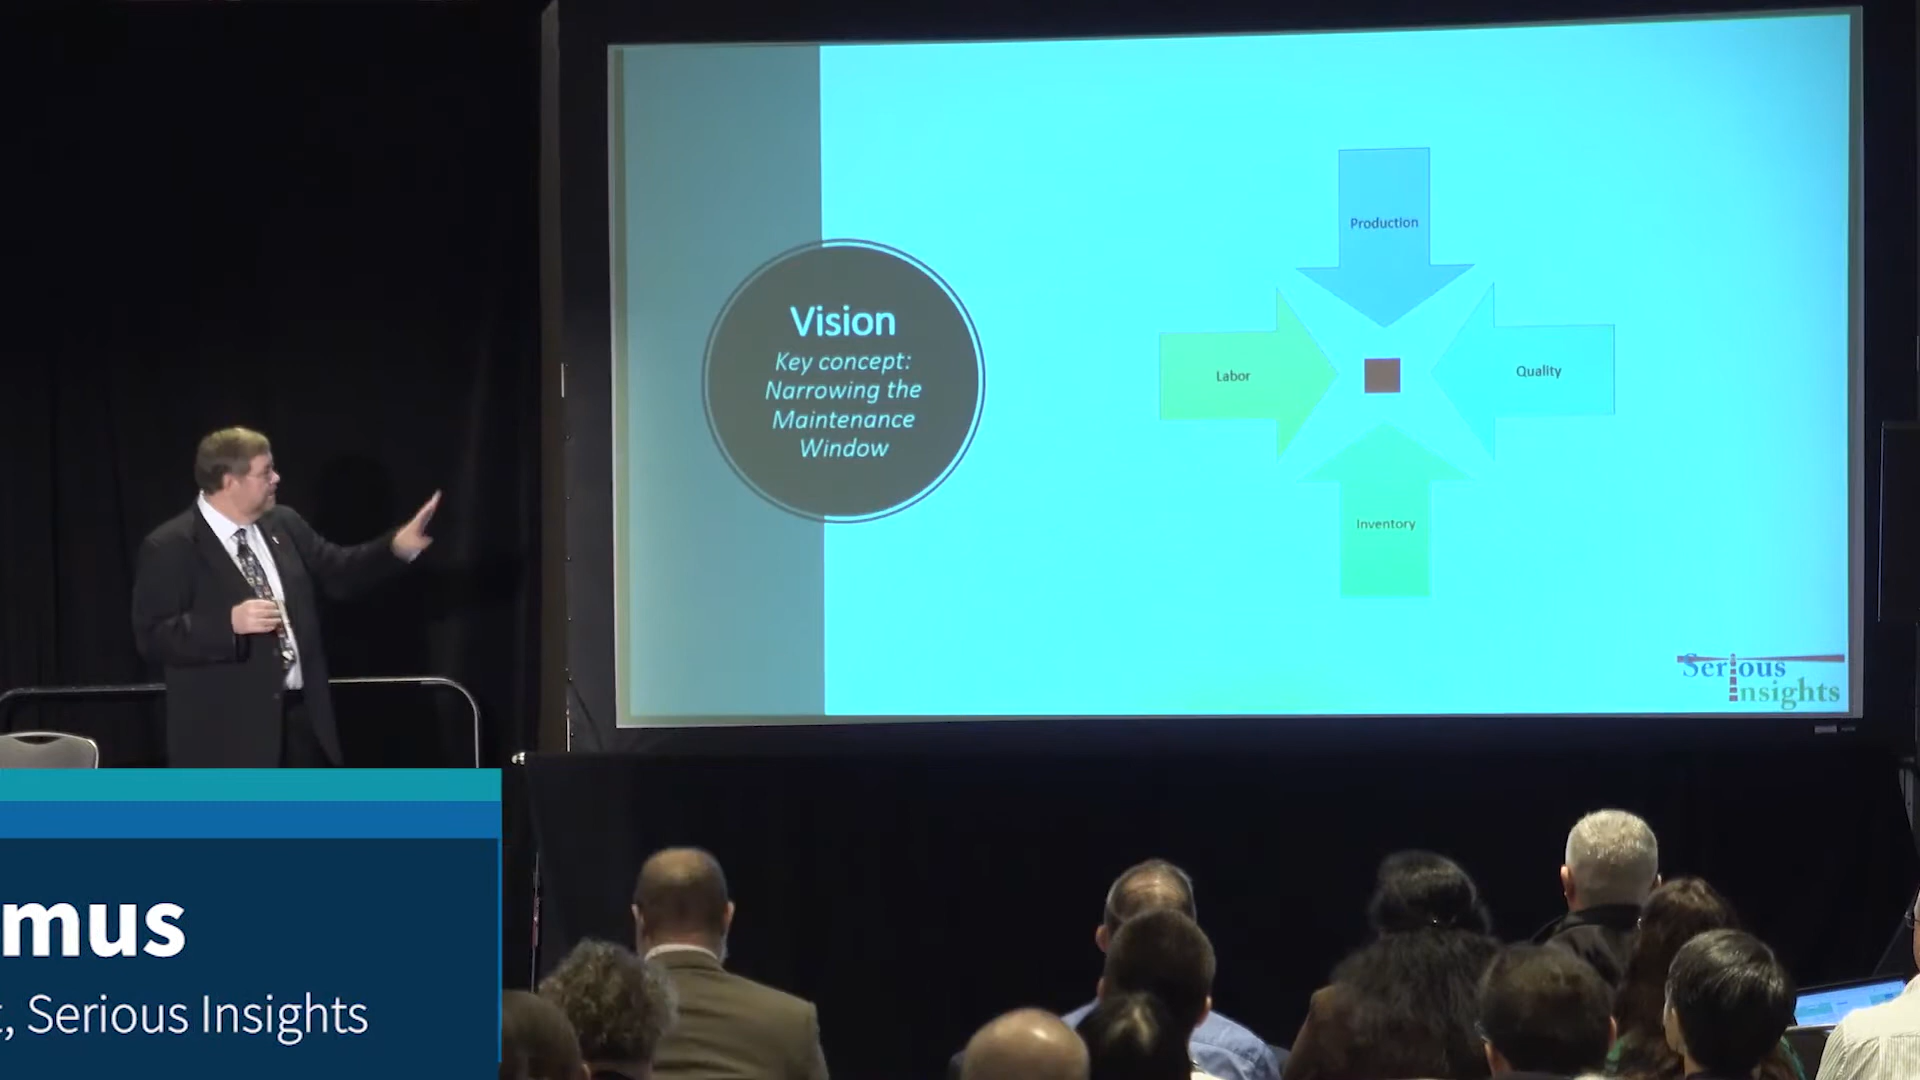 Vision
Key concept:
Narrowing the
Maintenance
Window
Production
Labor
Quality
Inventory
Serious
Insights
mus
, Serious Insights